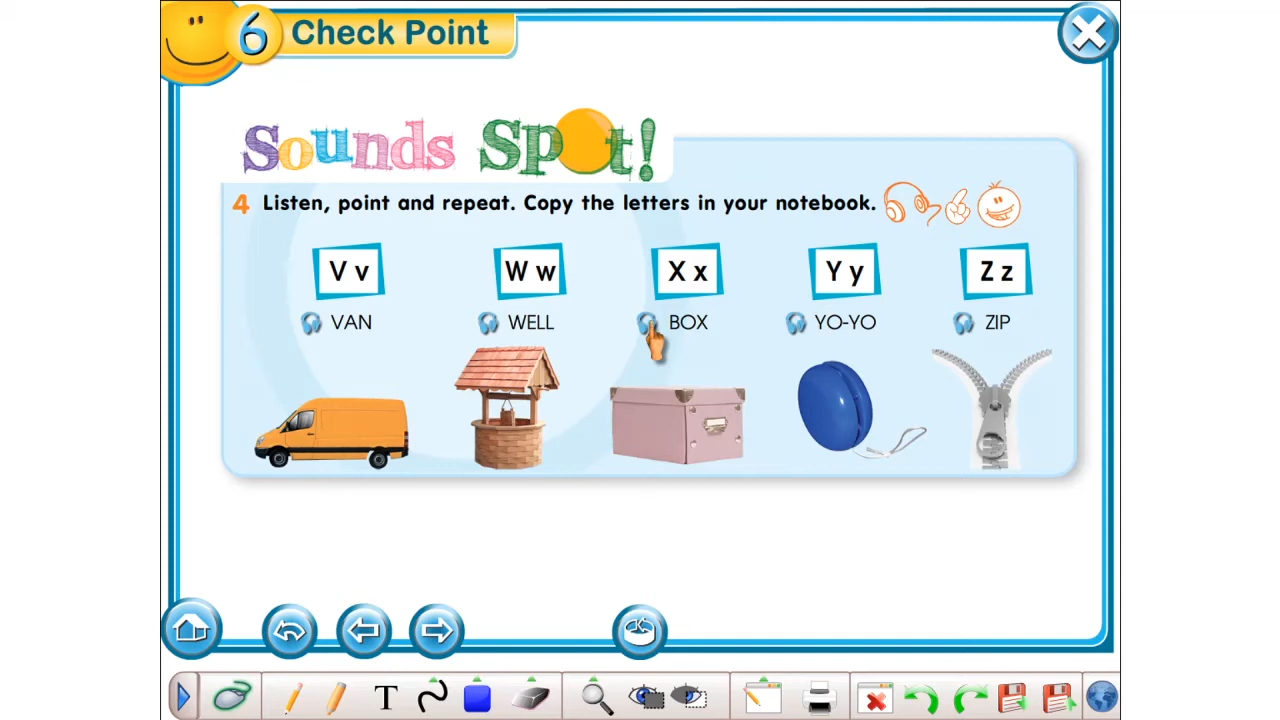 6 Check Point
Sounds Spot!
4 Listen, point and repeat. Copy the letters in your notebook.
V v W w X x Y y Z z
VAN WELL BOX YO-YO ZIP
T